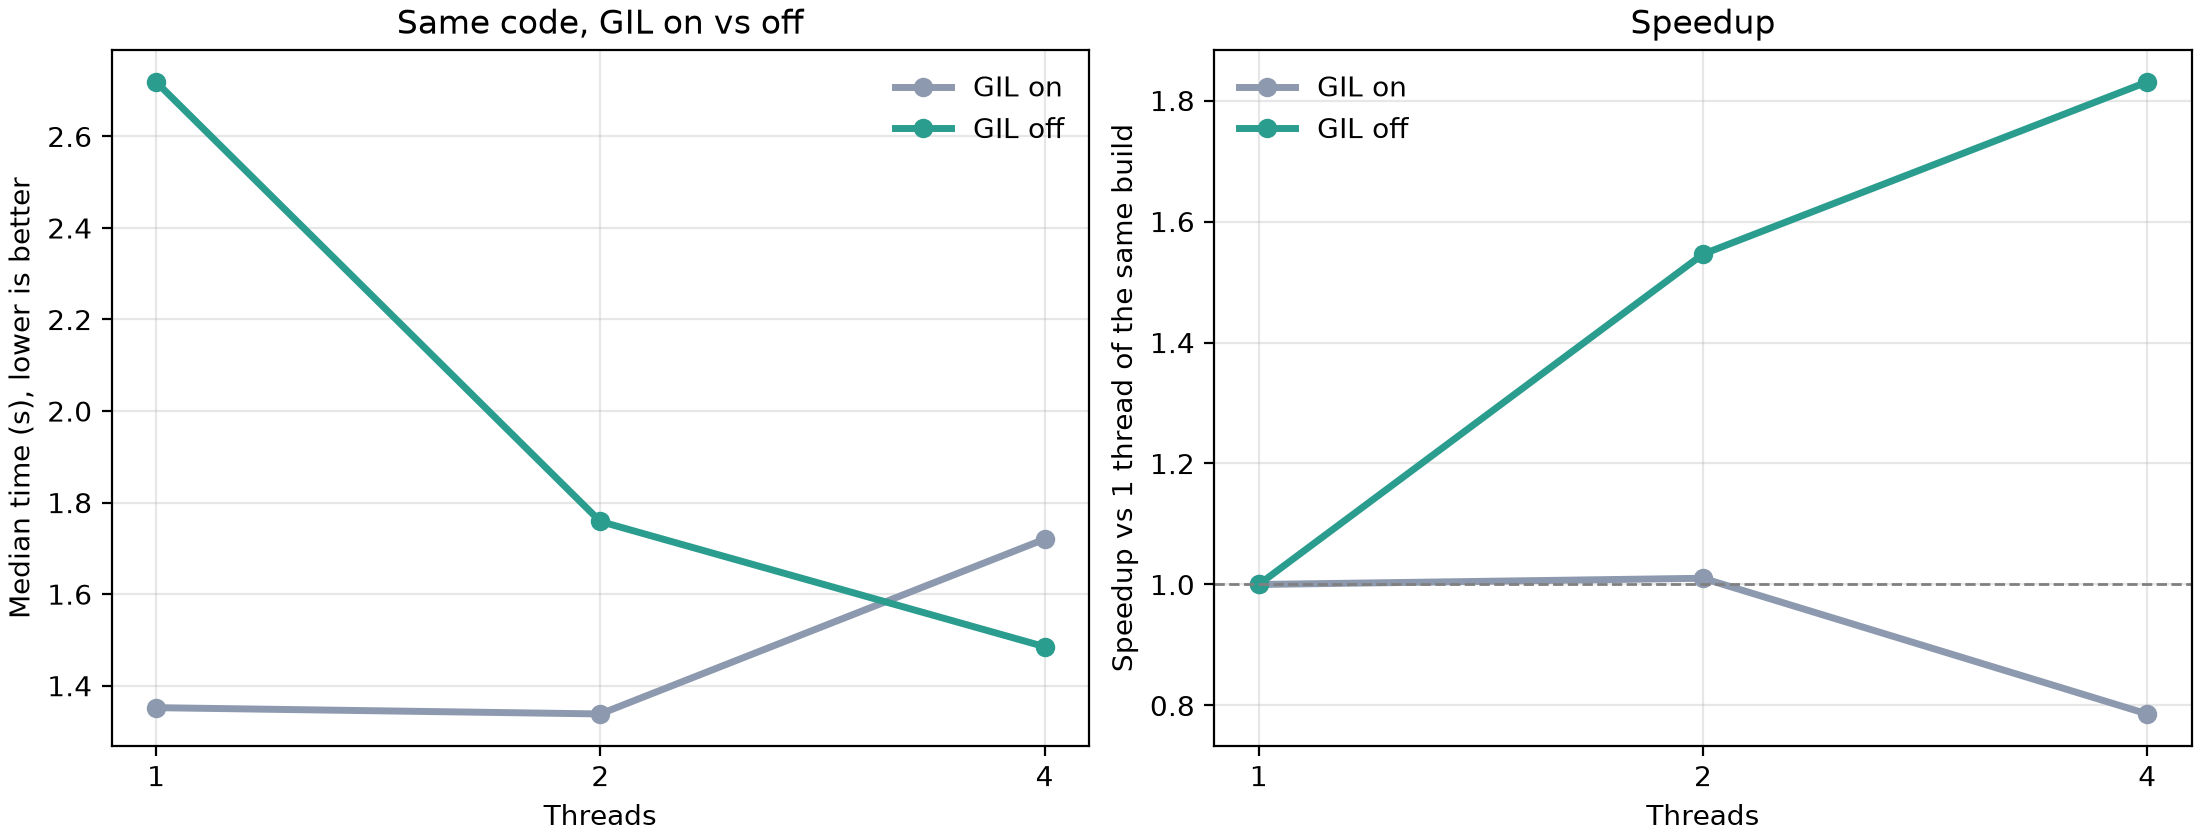 Same code, GIL on vs off
GIL on
GIL off
Median time (s), lower is better
2.6
2.4
2.2
2.0
1.8
1.6
1.4
1
2
4
Threads
Speedup
GIL on
GIL off
Speedup vs 1 thread of the same build
1.8
1.6
1.4
1.2
1.0
0.8
1
2
4
Threads